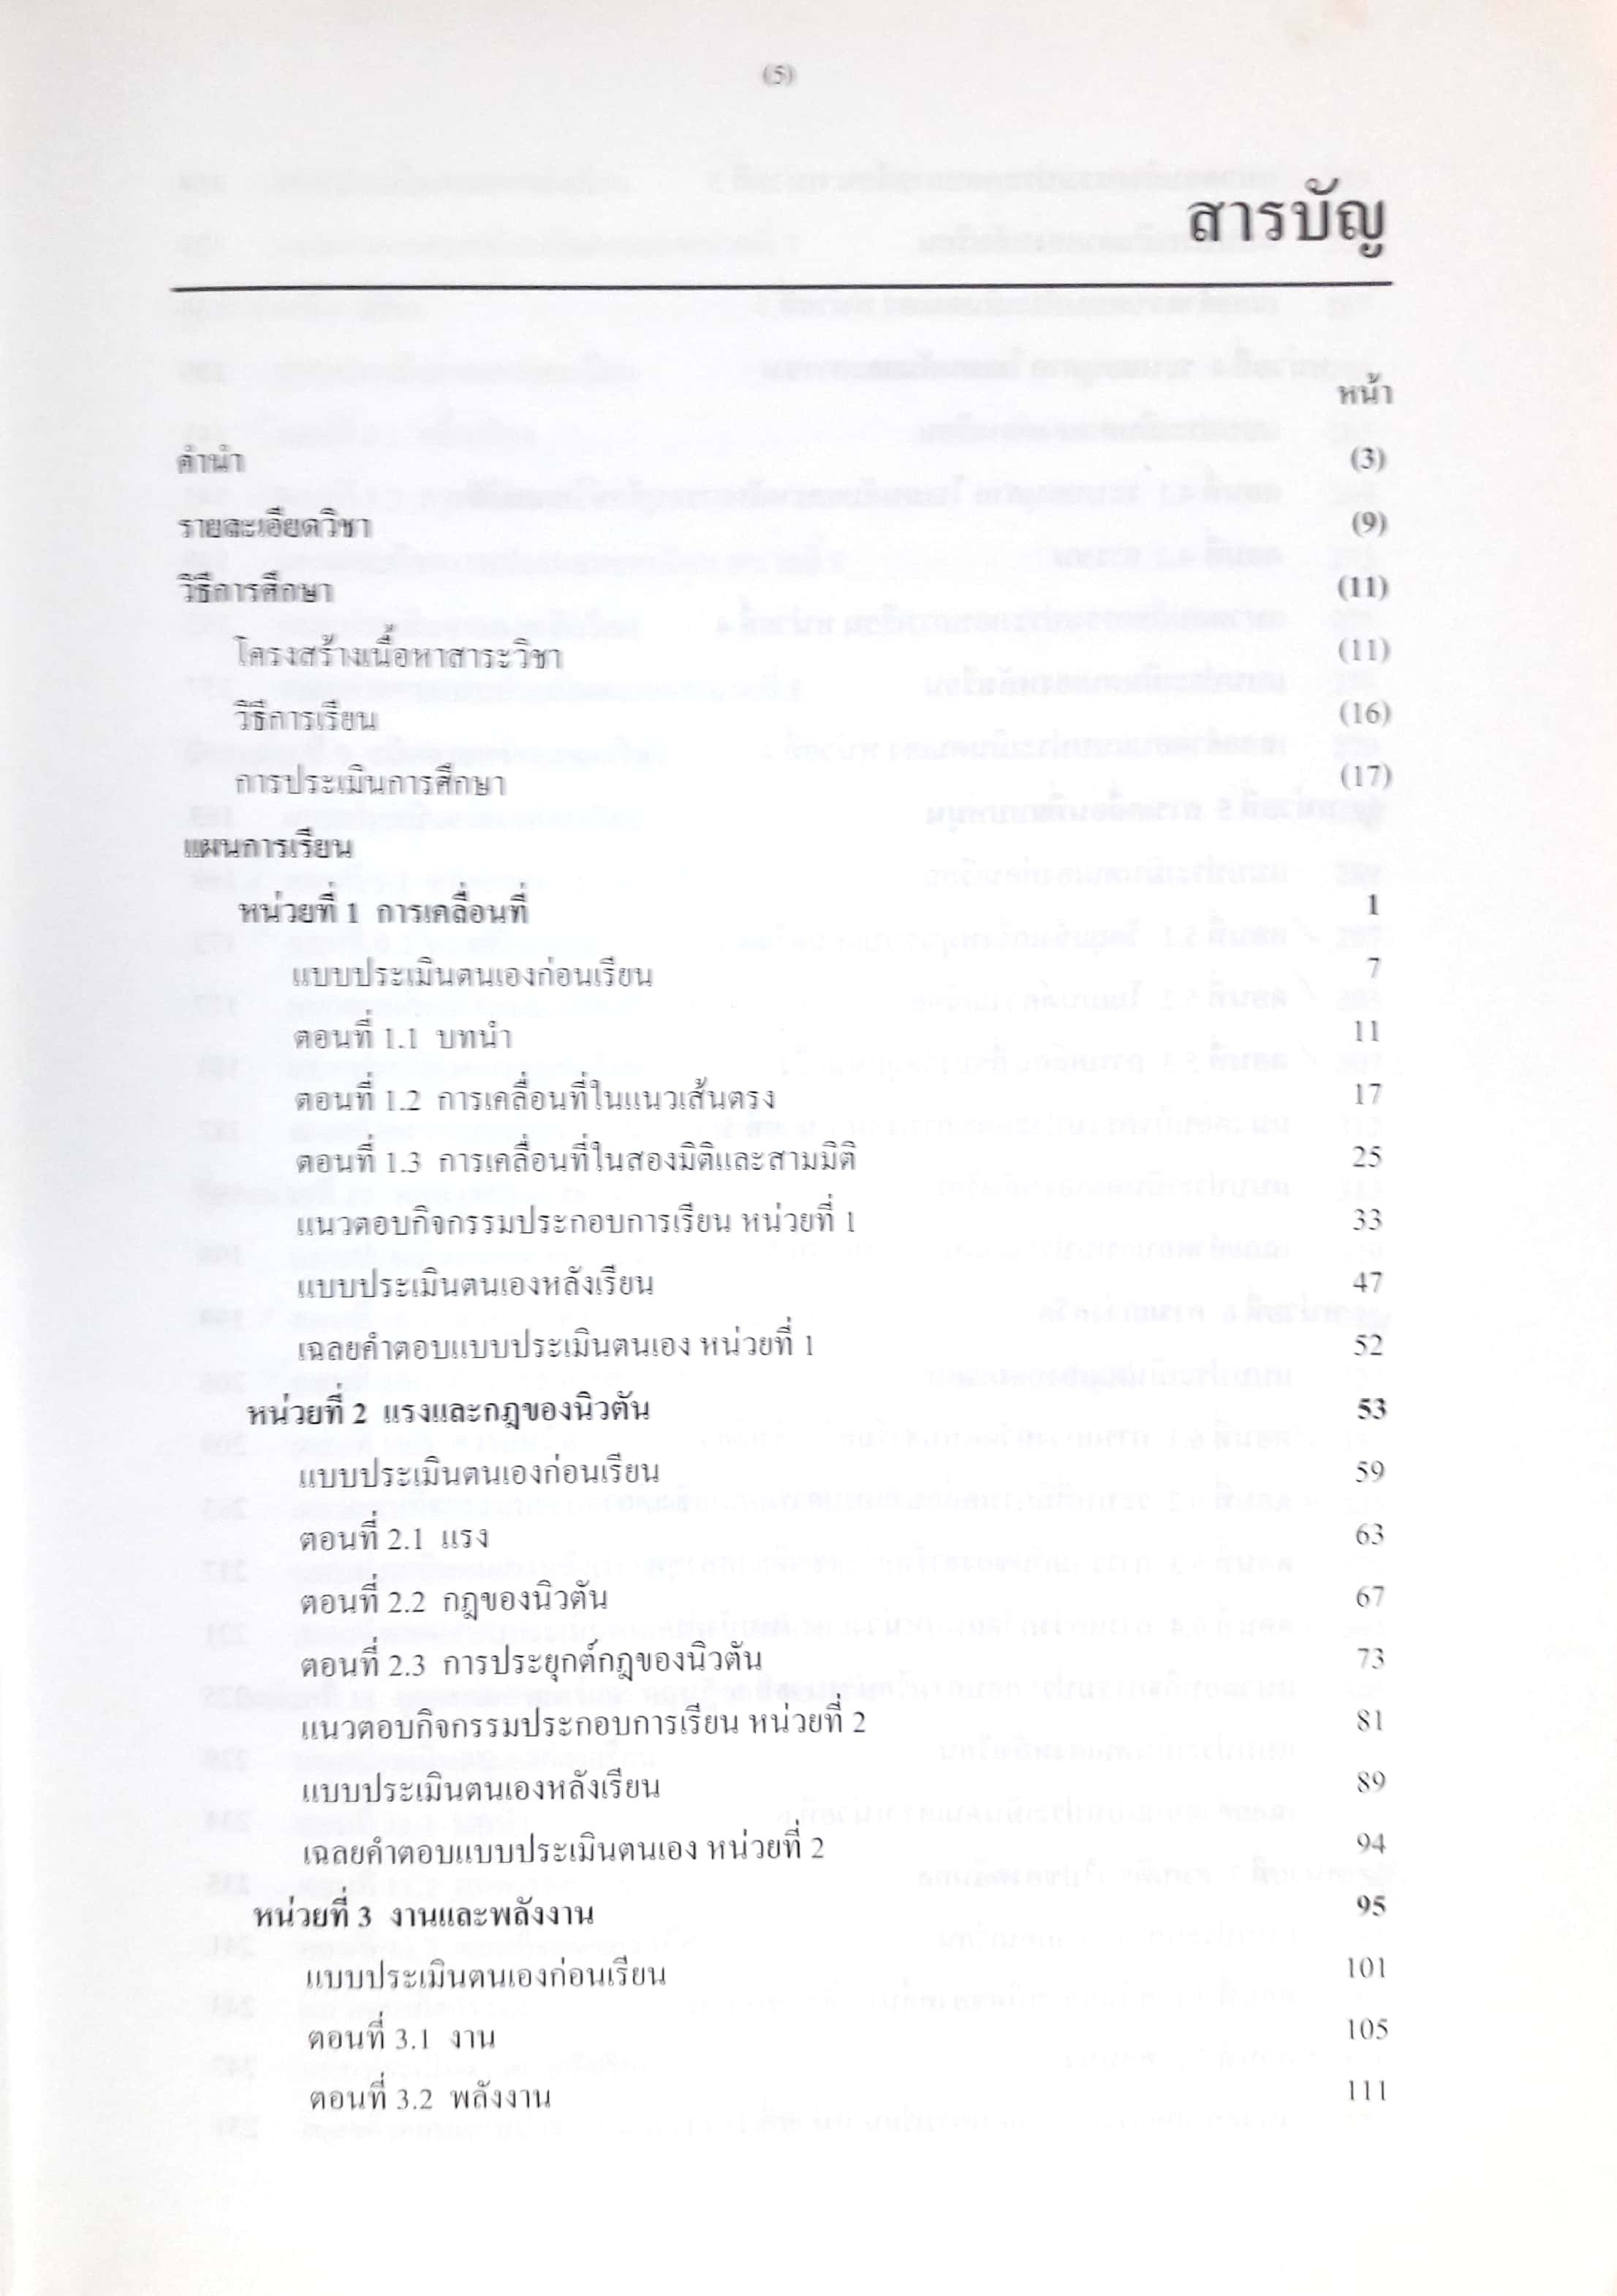 (5)
สารบัญ
หน้า
คำนำ (3)
รายละเอียดวิชา (9)
วิธีการศึกษา (11)
โครงสร้างเนื้อหาสาระวิชา (11)
วิธีการเรียน (16)
การประเมินการศึกษา (17)
แผนการเรียน
หน่วยที่ 1 การเคลื่อนที่ 1
แบบประเมินตนเองก่อนเรียน 7
ตอนที่ 1.1 บทนำ 11
ตอนที่ 1.2 การเคลื่อนที่ในแนวเส้นตรง 17
ตอนที่ 1.3 การเคลื่อนที่ในสองมิติและสามมิติ 25
แนวตอบกิจกรรมประกอบการเรียน หน่วยที่ 1 33
แบบประเมินตนเองหลังเรียน 47
เฉลยคำตอบแบบประเมินตนเอง หน่วยที่ 1 52
หน่วยที่ 2 แรงและกฎของนิวตัน 53
แบบประเมินตนเองก่อนเรียน 59
ตอนที่ 2.1 แรง 63
ตอนที่ 2.2 กฎของนิวตัน 67
ตอนที่ 2.3 การประยุกต์กฎของนิวตัน 73
แนวตอบกิจกรรมประกอบการเรียน หน่วยที่ 2 81
แบบประเมินตนเองหลังเรียน 89
เฉลยคำตอบแบบประเมินตนเอง หน่วยที่ 2 94
หน่วยที่ 3 งานและพลังงาน 95
แบบประเมินตนเองก่อนเรียน 101
ตอนที่ 3.1 งาน 105
ตอนที่ 3.2 พลังงาน 111